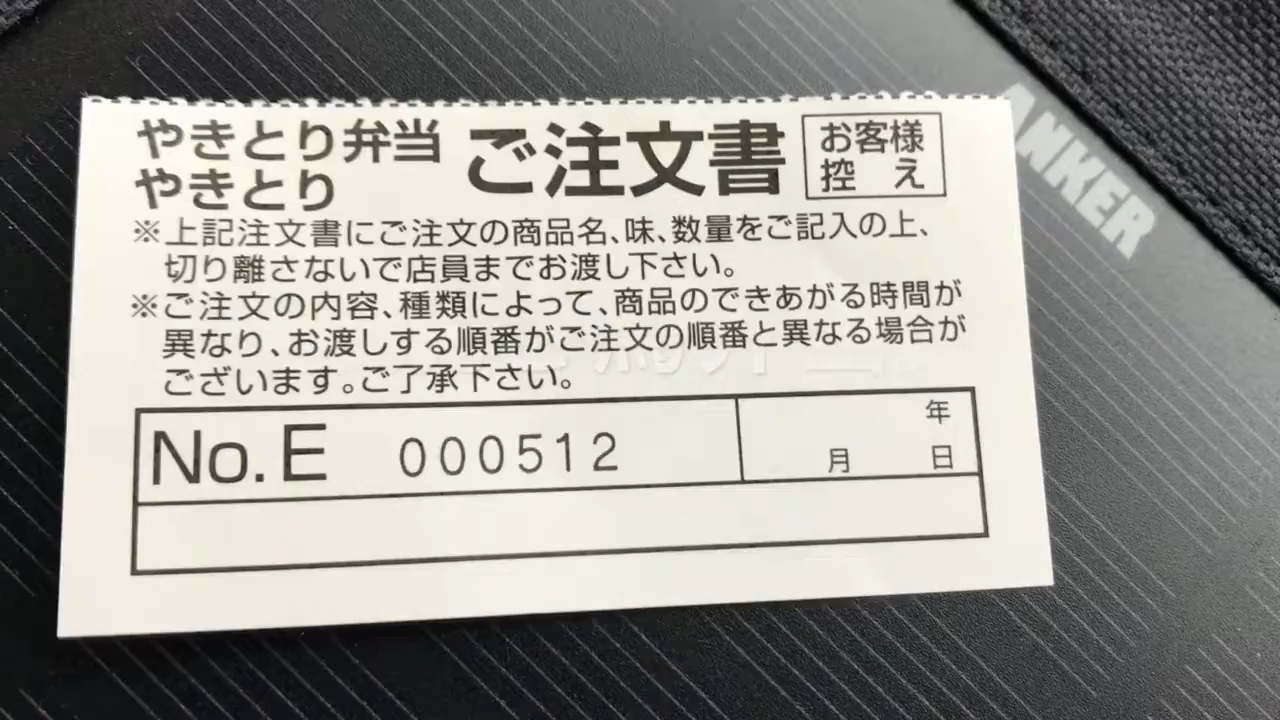 やきとり弁当
やきとり
ご注文書
お客様
控え
※上記注文書にご注文の商品名、味、数量をご記入の上、
切り離さないで店員までお渡し下さい。
※ご注文の内容、種類によって、商品のできあがる時間が
異なり、お渡しする順番がご注文の順番と異なる場合が
ございます。ご了承下さい。
No.E 000512
年
月 日
ANKER